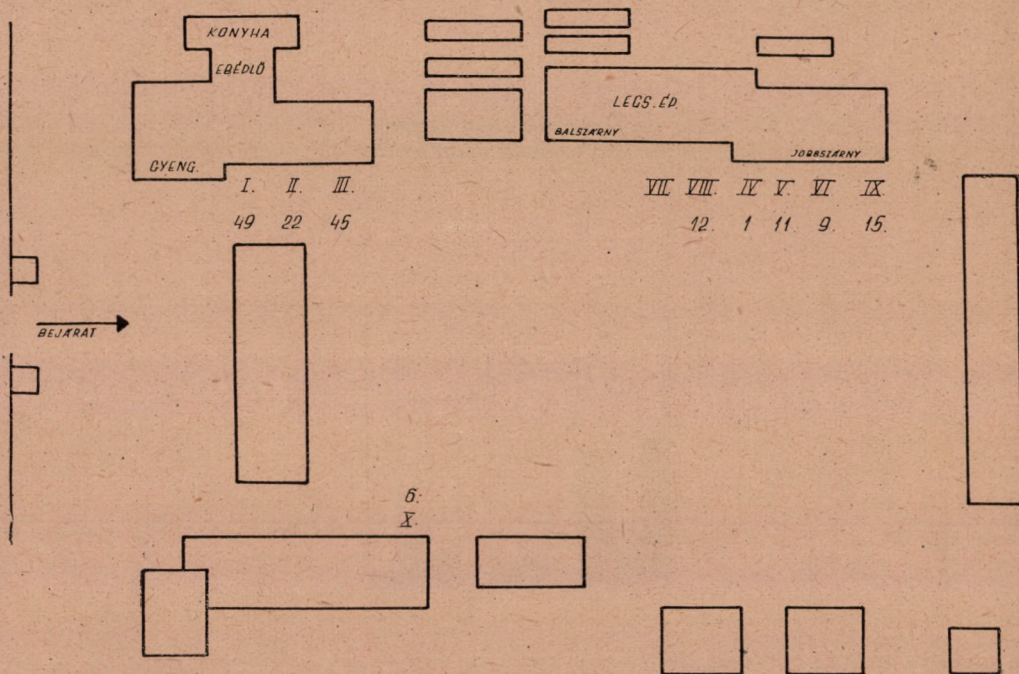 KONYHA
EBÉDLŐ
GYENG.
LEGS. ÉP.
BALSZÁRNY
JOBBSZÁRNY
I. II. III.
49 22 45
VII VIII. IV V. VI IX.
12. 1 11. 9. 15.
BEJÁRAT
6.
X.